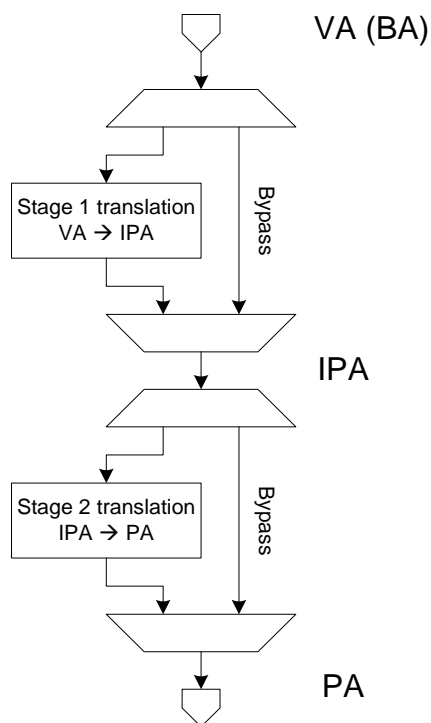 VA (BA)
Stage 1 translation
VA → IPA
Bypass
IPA
Stage 2 translation
IPA → PA
Bypass
PA